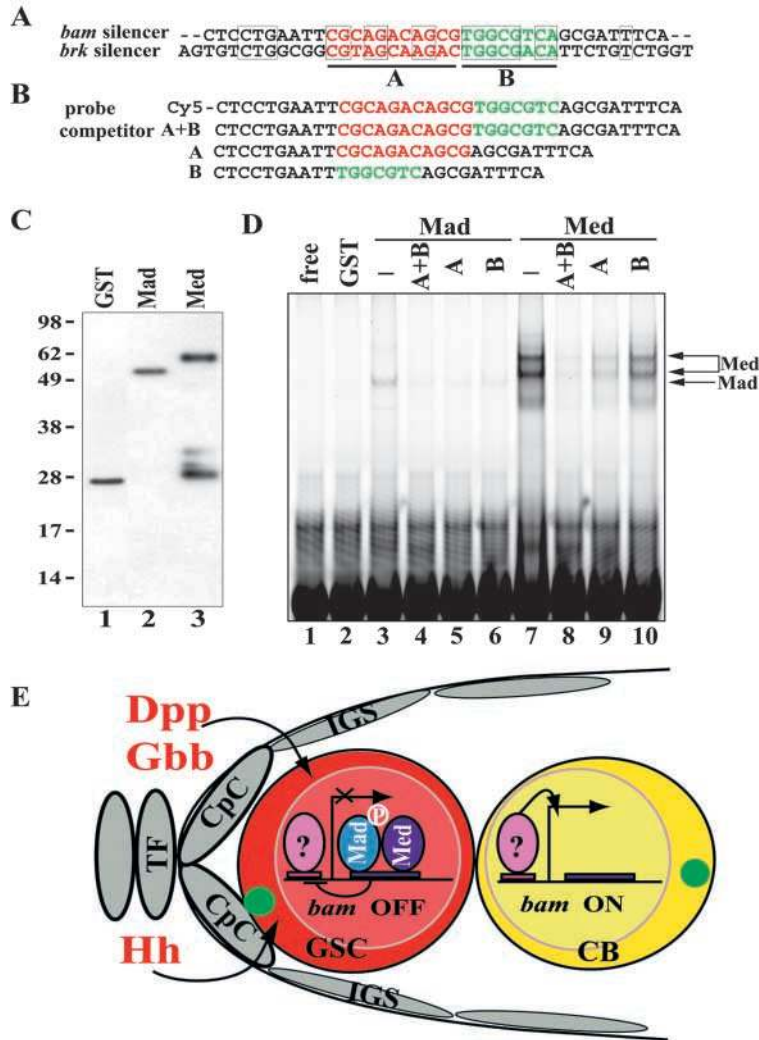 A
bam silencer --CTCCTGAATTCGCAGACAGCGTGGCGTCAGCGATTTCA--
brk silencer AGTGTCTGGCGGCGTAGCAAGACTGGCGACATTCTGTCTGGT
A B
B
probe Cy5-CTCCTGAATTCGCAGACAGCGTGGCGTCAGCGATTTCA
competitor A+B CTCCTGAATTCGCAGACAGCGTGGCGTCAGCGATTTCA
A CTCCTGAATTCGCAGACAGCGAGCGATTTCA
B CTCCTGAATTTGGCGTCAGCGATTTCA
C
GST Mad Med
98 -
62 -
49 -
38 -
28 -
17 -
14 -
1 2 3
D
Mad Med
free GST – A+B A B – A+B A B
Med
Mad
1 2 3 4 5 6 7 8 9 10
E
Dpp
Gbb
Hh
TF
CpC
CpC
IGS
IGS
? Mad P Med
bam OFF
GSC
?
bam ON
CB